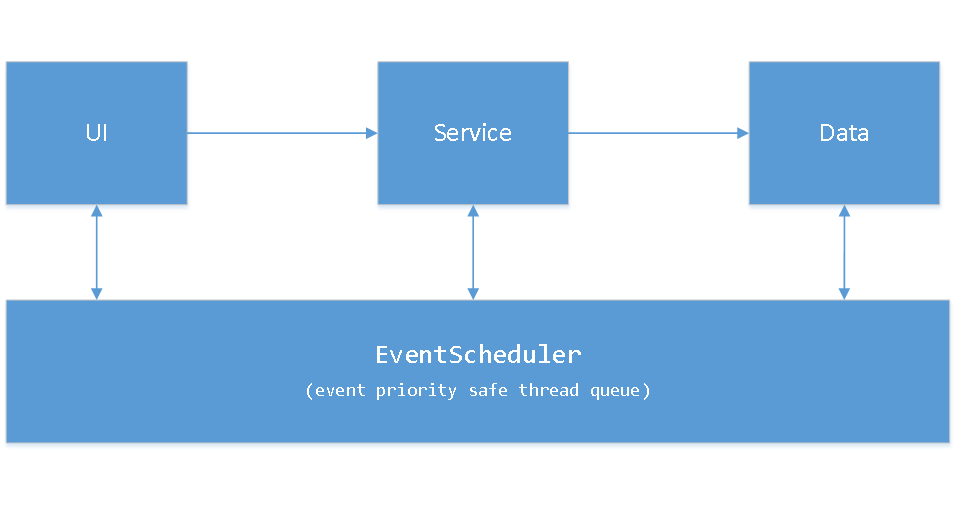 UI
Service
Data
EventScheduler
(event priority safe thread queue)